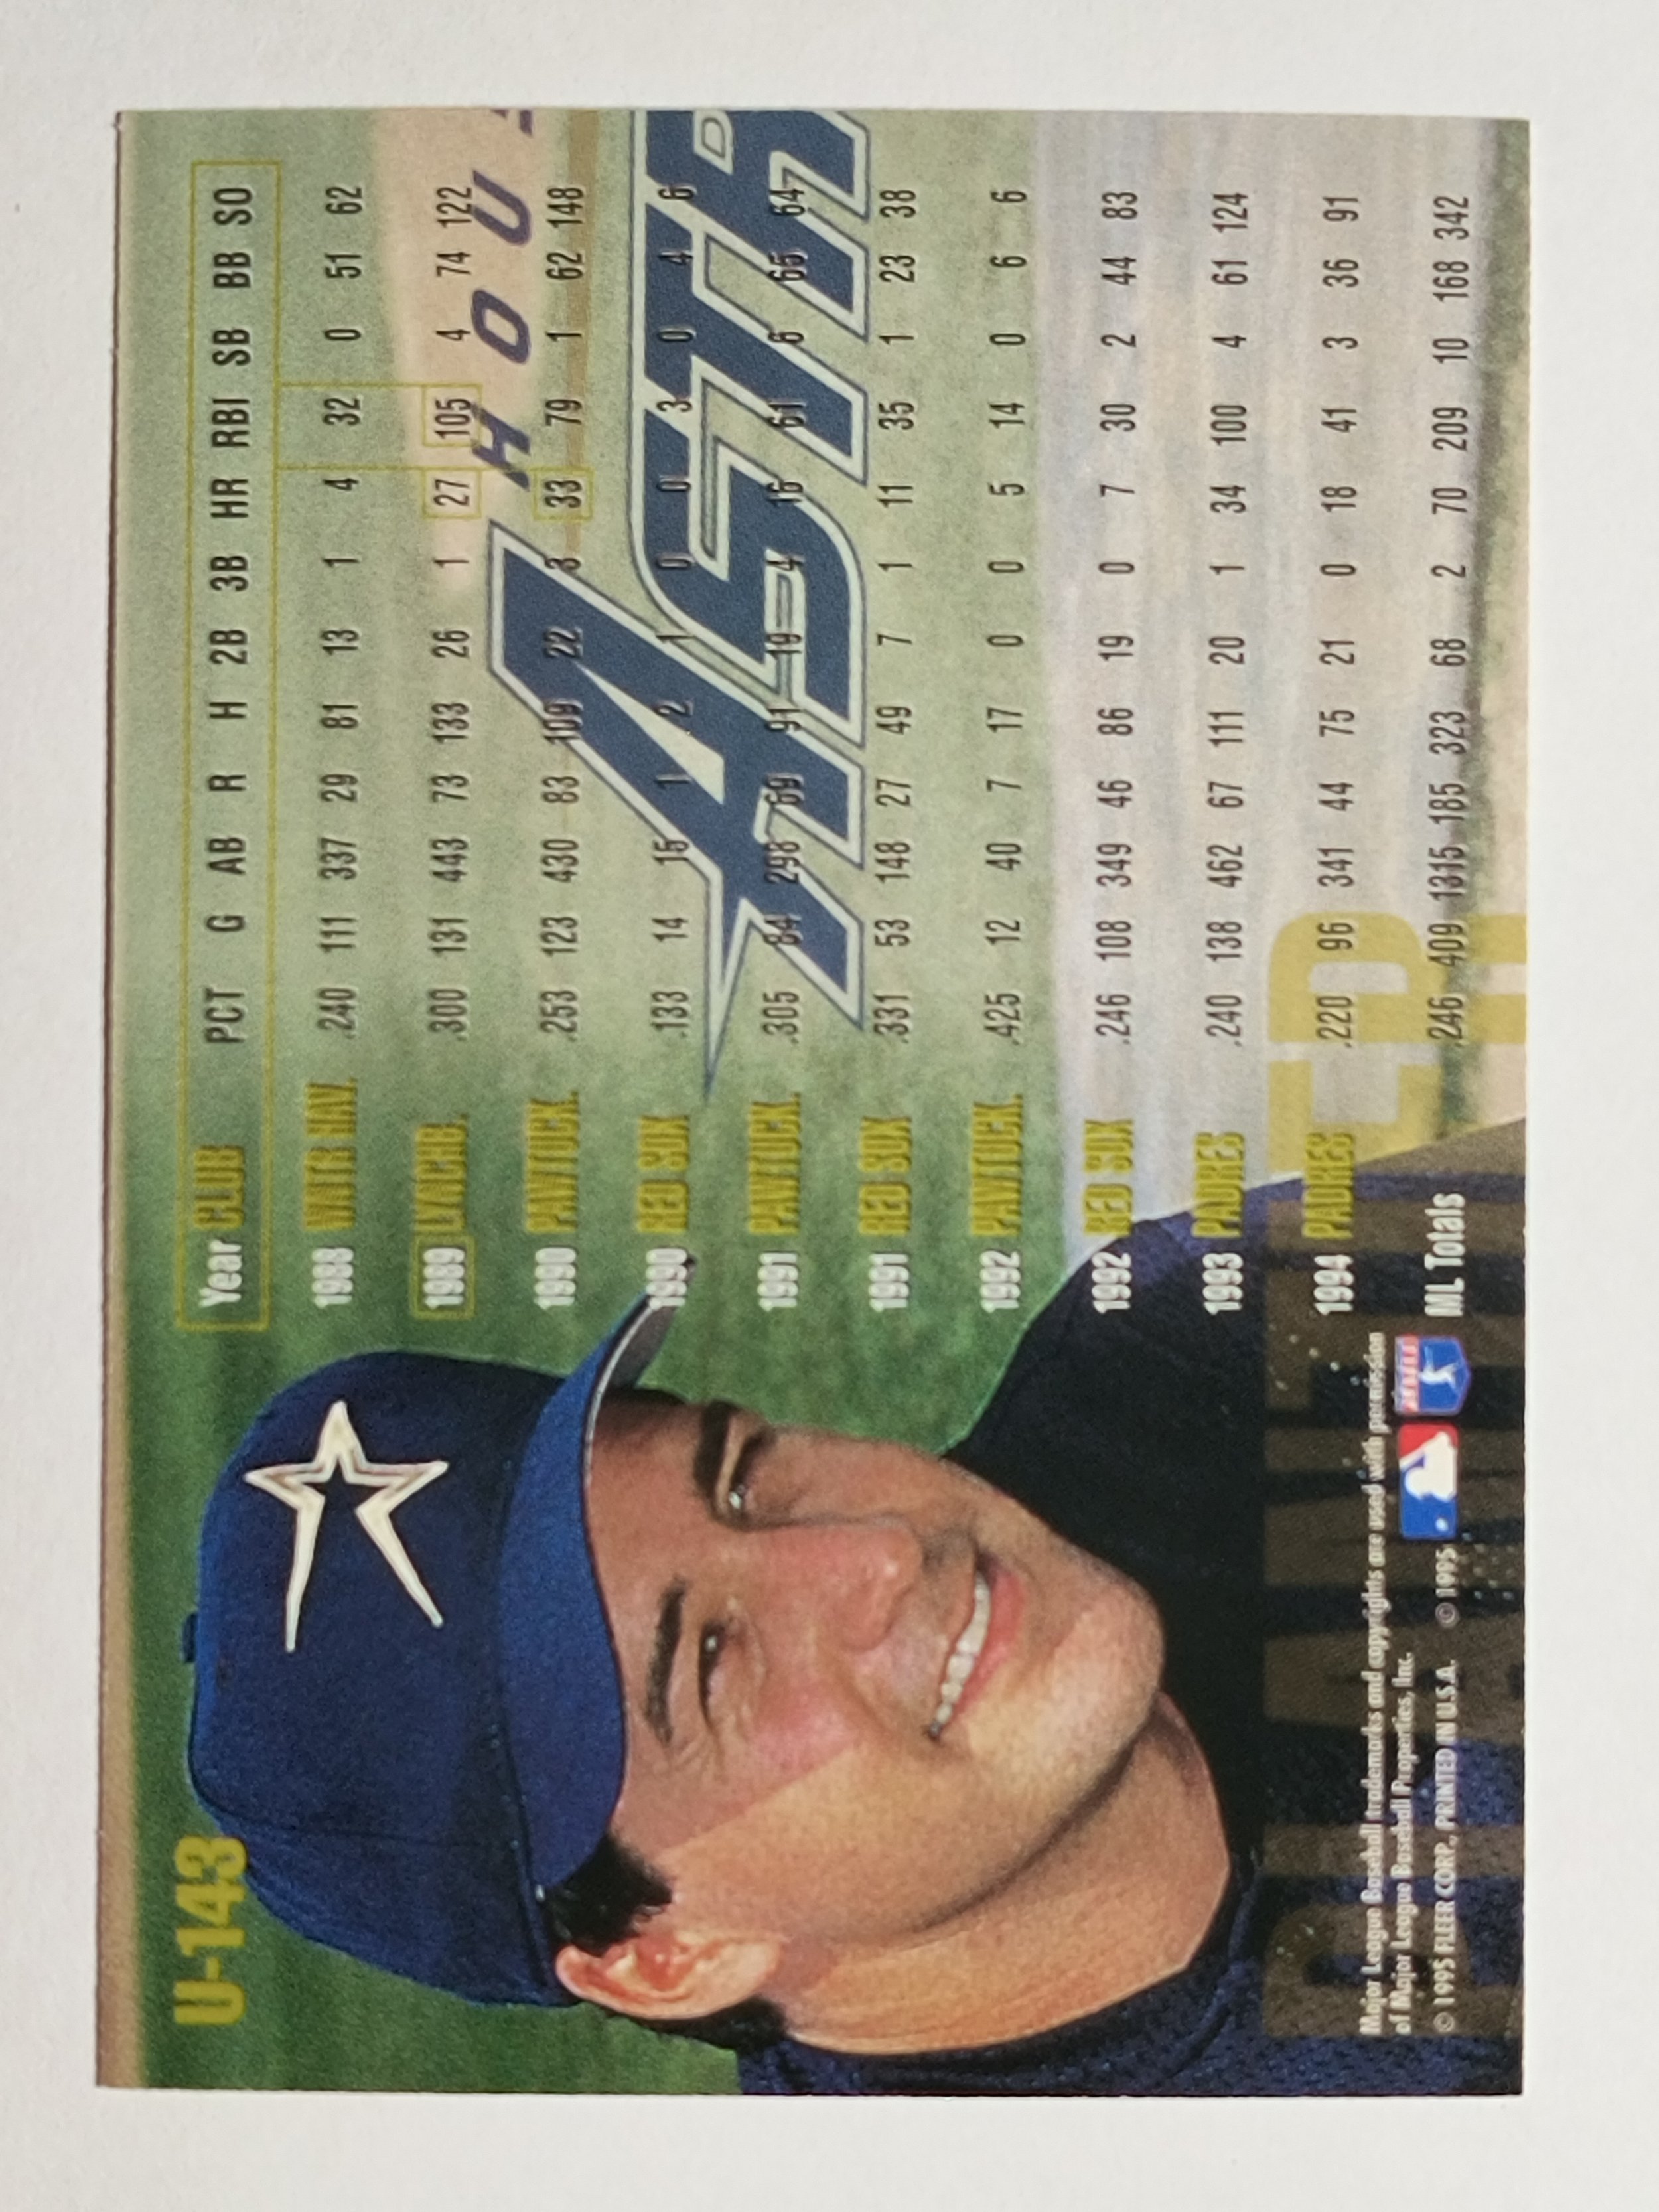 U-143
HOUS
ASTR
Year CLUB PCT G AB R H 2B 3B HR RBI SB BB SO
1988 WNTR HAV. .240 111 337 29 81 13 1 4 32 0 51 62
1989 LYNCHB. .300 131 443 73 133 26 1 27 105 4 74 122
1990 PAWTUCK. .253 123 430 83 109 22 3 33 79 1 62 148
1990 RED SOX .133 14 15 1 2 1 0 0 3 0 4 6
1991 PAWTUCK. .305 84 298 69 91 19 4 16 61 6 65 64
1991 RED SOX .331 53 148 27 49 7 1 11 35 1 23 38
1992 PAWTUCK. .425 12 40 7 17 0 0 5 14 0 6 6
1992 RED SOX .246 108 349 46 86 19 0 7 30 2 44 83
1993 PADRES .240 138 462 67 111 20 1 34 100 4 61 124
1994 PADRES .220 96 341 44 75 21 0 18 41 3 36 91
ML Totals .246 409 1315 185 323 68 2 70 209 10 168 342
Major League Baseball trademarks and copyrights are used with permission
of Major League Baseball Properties, Inc.
© 1995 FLEER CORP., PRINTED IN U.S.A. © 1995